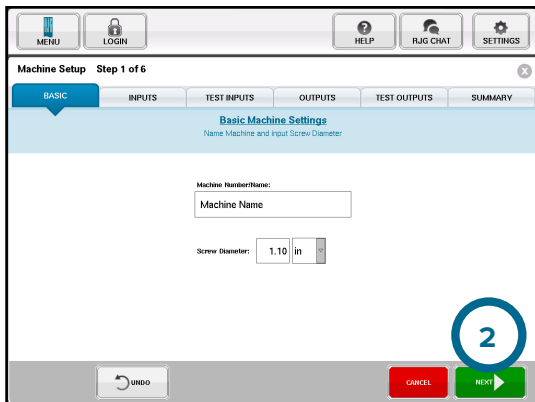 MENU
LOGIN
HELP
RJG CHAT
SETTINGS
Machine Setup Step 1 of 6
BASIC
INPUTS
TEST INPUTS
OUTPUTS
TEST OUTPUTS
SUMMARY
Basic Machine Settings
Name Machine and input Screw Diameter
Machine Number/Name:
Machine Name
Screw Diameter: 1.10 in
2
UNDO
CANCEL
NEXT